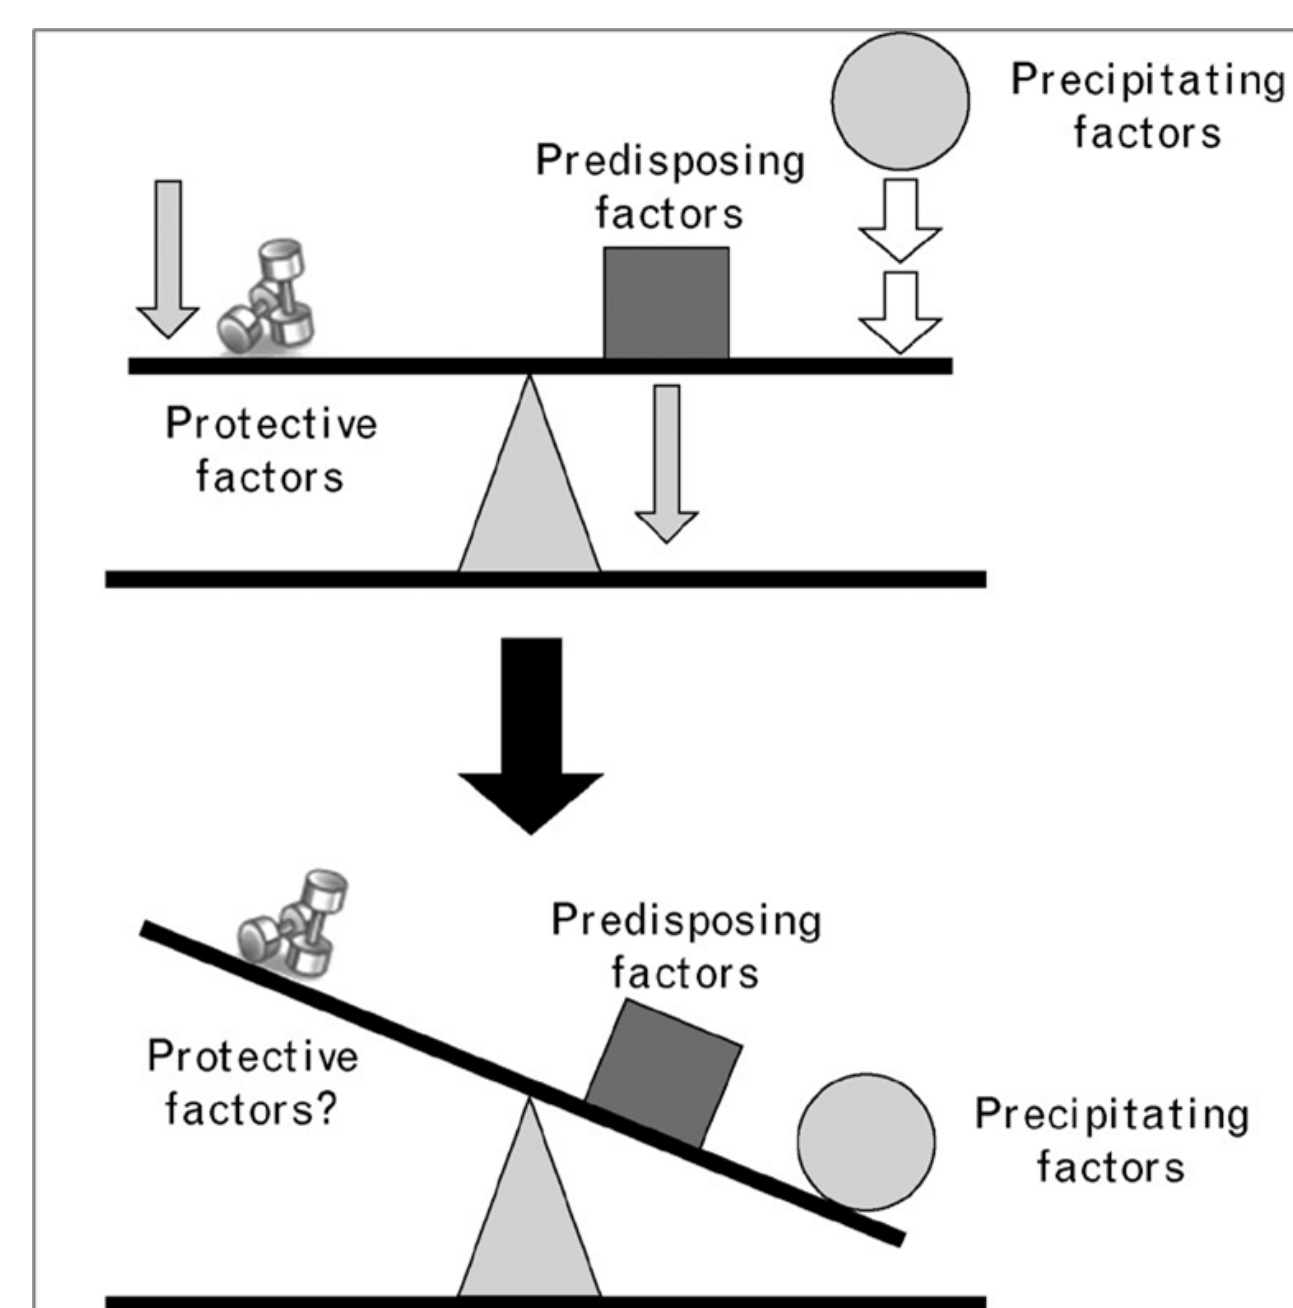 Precipitating
factors
Predisposing
factors
Protective
factors
Predisposing
factors
Protective
factors?
Precipitating
factors